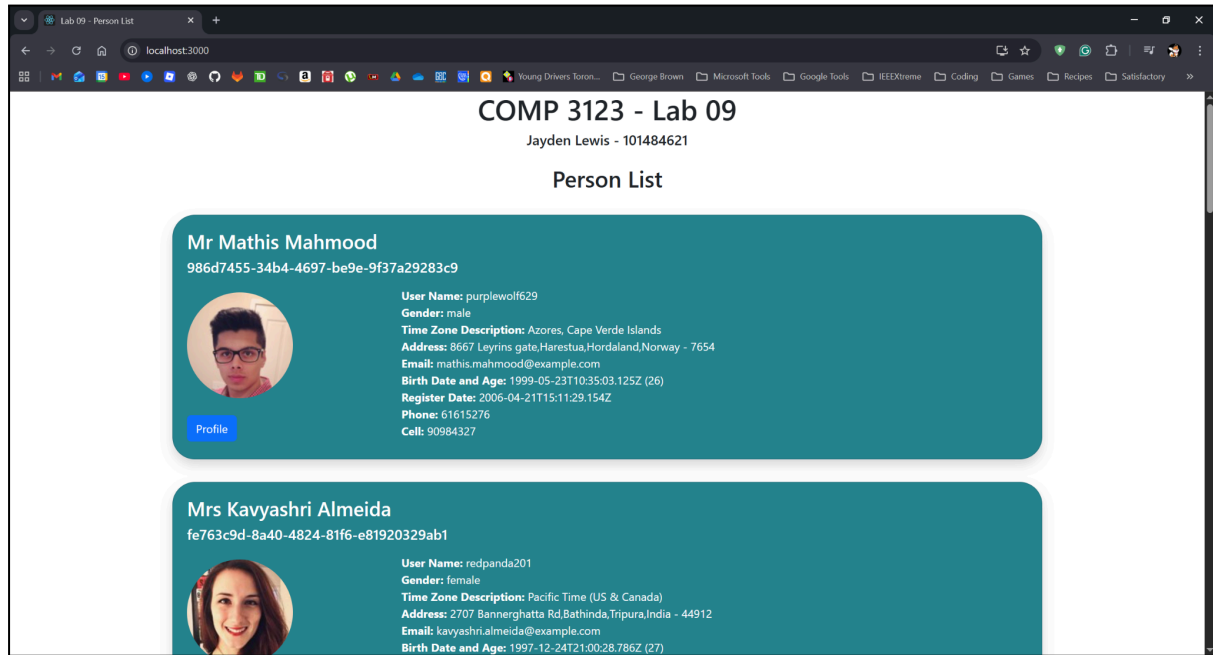 Lab 09 - Person List
localhost:3000
Young Drivers Toron... George Brown Microsoft Tools Google Tools IEEEXtreme Coding Games Recipes Satisfactory
COMP 3123 - Lab 09
Jayden Lewis - 101484621
Person List
Mr Mathis Mahmood
986d7455-34b4-4697-be9e-9f37a29283c9
User Name: purplewolf629
Gender: male
Time Zone Description: Azores, Cape Verde Islands
Address: 8667 Leyrins gate,Harestua,Hordaland,Norway - 7654
Email: mathis.mahmood@example.com
Birth Date and Age: 1999-05-23T10:35:03.125Z (26)
Register Date: 2006-04-21T15:11:29.154Z
Phone: 61615276
Cell: 90984327
Profile
Mrs Kavyashri Almeida
fe763c9d-8a40-4824-81f6-e81920329ab1
User Name: redpanda201
Gender: female
Time Zone Description: Pacific Time (US & Canada)
Address: 2707 Bannerghatta Rd,Bathinda,Tripura,India - 44912
Email: kavyashri.almeida@example.com
Birth Date and Age: 1997-12-24T21:00:28.786Z (27)